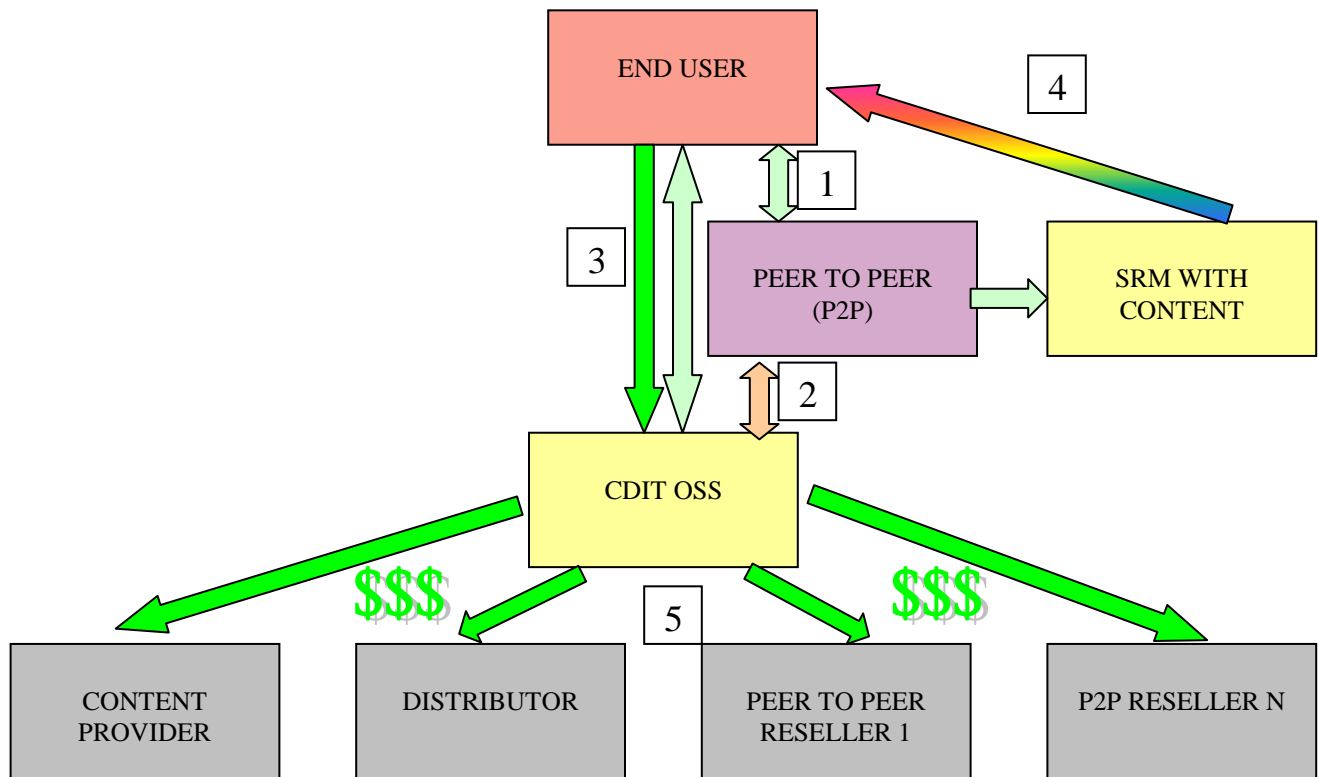 END USER
4
1
3
PEER TO PEER
(P2P)
SRM WITH
CONTENT
2
CDIT OSS
$$$
$$$
5
CONTENT
PROVIDER
DISTRIBUTOR
PEER TO PEER
RESELLER 1
P2P RESELLER N